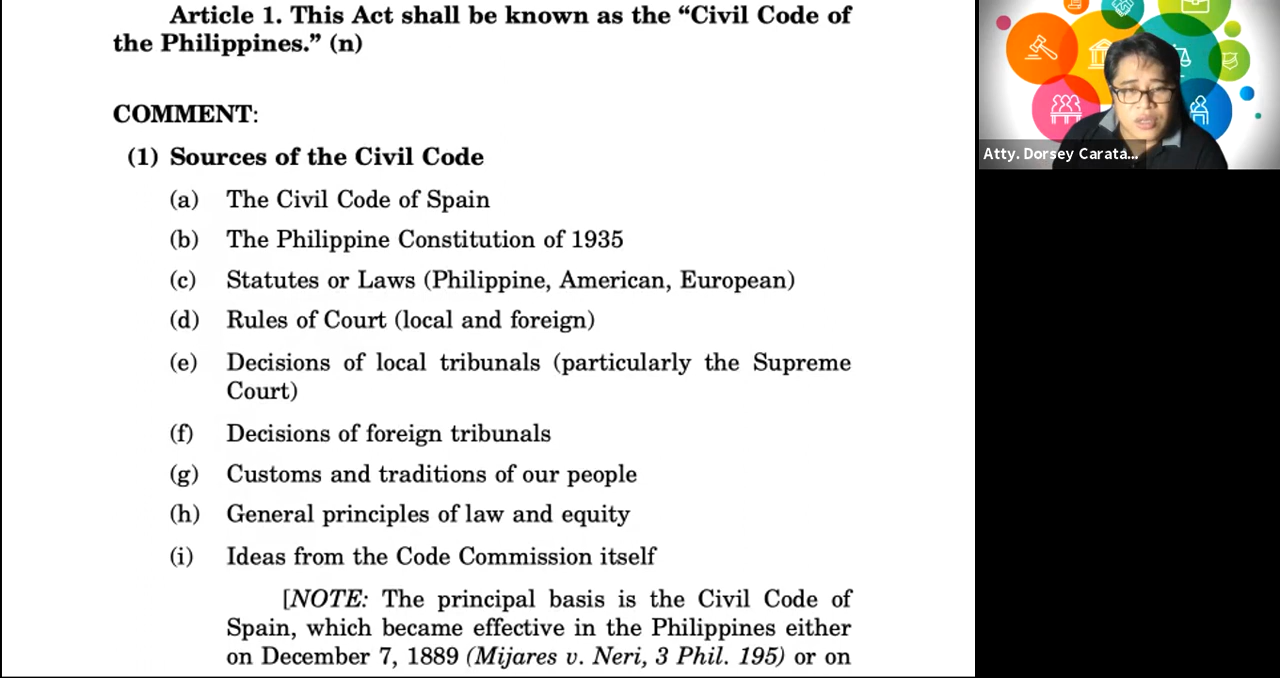 Article 1. This Act shall be known as the “Civil Code of
the Philippines.” (n)
COMMENT:
(1) Sources of the Civil Code
(a) The Civil Code of Spain
(b) The Philippine Constitution of 1935
(c) Statutes or Laws (Philippine, American, European)
(d) Rules of Court (local and foreign)
(e) Decisions of local tribunals (particularly the Supreme
Court)
(f) Decisions of foreign tribunals
(g) Customs and traditions of our people
(h) General principles of law and equity
(i) Ideas from the Code Commission itself
[NOTE: The principal basis is the Civil Code of
Spain, which became effective in the Philippines either
on December 7, 1889 (Mijares v. Neri, 3 Phil. 195) or on
Atty. Dorsey Carata...